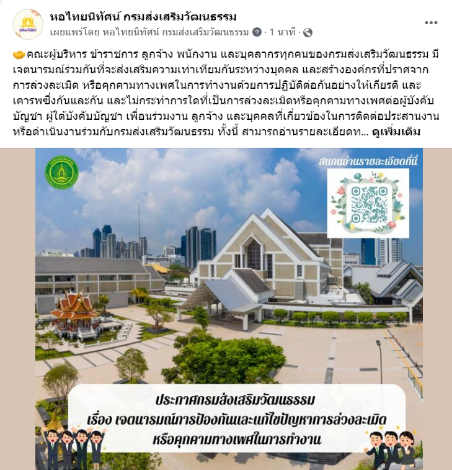 หอไทยนิทัศน์ กรมส่งเสริมวัฒนธรรม
เผยแพร่โดย หอไทยนิทัศน์ กรมส่งเสริมวัฒนธรรม · 1 นาที ·
🤝คณะผู้บริหาร ข้าราชการ ลูกจ้าง พนักงาน และบุคลากรทุกคนของกรมส่งเสริมวัฒนธรรม มี
เจตนารมณ์ร่วมกันที่จะส่งเสริมความเท่าเทียมกันระหว่างบุคคล และสร้างองค์กรที่ปราศจาก
การล่วงละเมิด หรือคุกคามทางเพศในการทำงานด้วยการปฏิบัติต่อกันอย่างให้เกียรติ และ
เคารพซึ่งกันและกัน และไม่กระทำการใดที่เป็นการล่วงละเมิดหรือคุกคามทางเพศต่อผู้บังคับ
บัญชา ผู้ใต้บังคับบัญชา เพื่อนร่วมงาน ลูกจ้าง และบุคคลที่เกี่ยวข้องในการติดต่อประสานงาน
หรือดำเนินงานร่วมกับกรมส่งเสริมวัฒนธรรม ทั้งนี้ สามารถอ่านรายละเอียดท... ดูเพิ่มเติม
สแกนอ่านรายละเอียดที่นี่
ประกาศกรมส่งเสริมวัฒนธรรม
เรื่อง เจตนารมณ์การป้องกันและแก้ไขปัญหาการล่วงละเมิด
หรือคุกคามทางเพศในการทำงาน